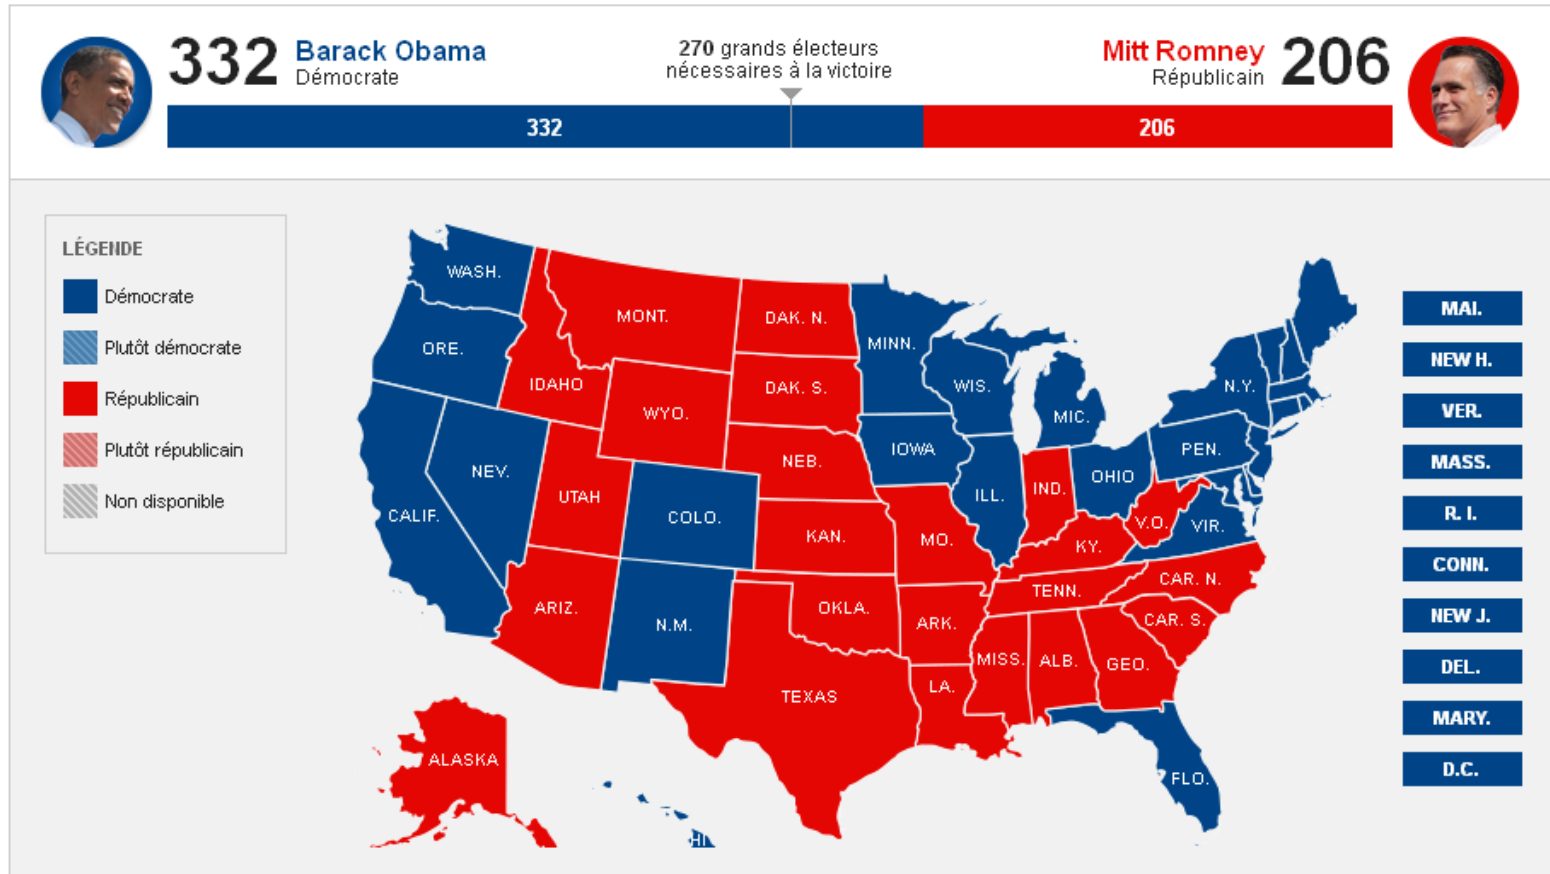 332
Barack Obama
Démocrate
270 grands électeurs
nécessaires à la victoire
Mitt Romney
Républicain
206
332
206
LÉGENDE
Démocrate
Plutôt démocrate
Républicain
Plutôt républicain
Non disponible
WASH.
MONT.
DAK. N.
MINN.
ORE.
IDAHO
WYO.
DAK. S.
WIS.
MIC.
N.Y.
NEV.
UTAH
COLO.
NEB.
IOWA
ILL.
IND.
OHIO
PEN.
CALIF.
KAN.
MO.
KY.
V.O.
VIR.
ARIZ.
N.M.
OKLA.
ARK.
TENN.
CAR. N.
CAR. S.
TEXAS
LA.
MISS.
ALB.
GEO.
FLO.
ALASKA
HI
MAI.
NEW H.
VER.
MASS.
R. I.
CONN.
NEW J.
DEL.
MARY.
D.C.